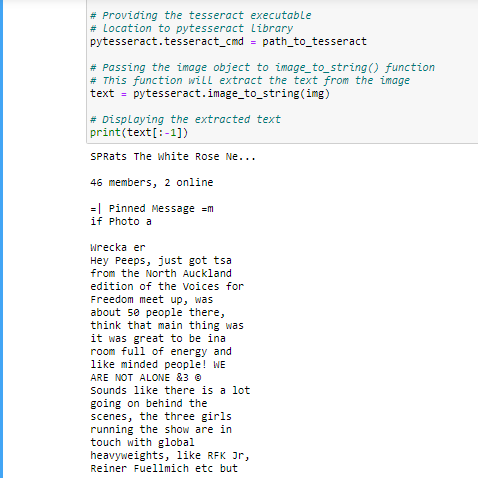 # Providing the tesseract executable
# location to pytesseract library
pytesseract.tesseract_cmd = path_to_tesseract
# Passing the image object to image_to_string() function
# This function will extract the text from the image
text = pytesseract.image_to_string(img)
# Displaying the extracted text
print(text[:-1])
SPRats The White Rose Ne...
46 members, 2 online
=| Pinned Message =m
if Photo a
Wrecka er
Hey Peeps, just got tsa
from the North Auckland
edition of the Voices for
Freedom meet up, was
about 50 people there,
think that main thing was
it was great to be ina
room full of energy and
like minded people! WE
ARE NOT ALONE &3 ©
Sounds like there is a lot
going on behind the
scenes, the three girls
running the show are in
touch with global
heavyweights, like RFK Jr,
Reiner Fuellmich etc but